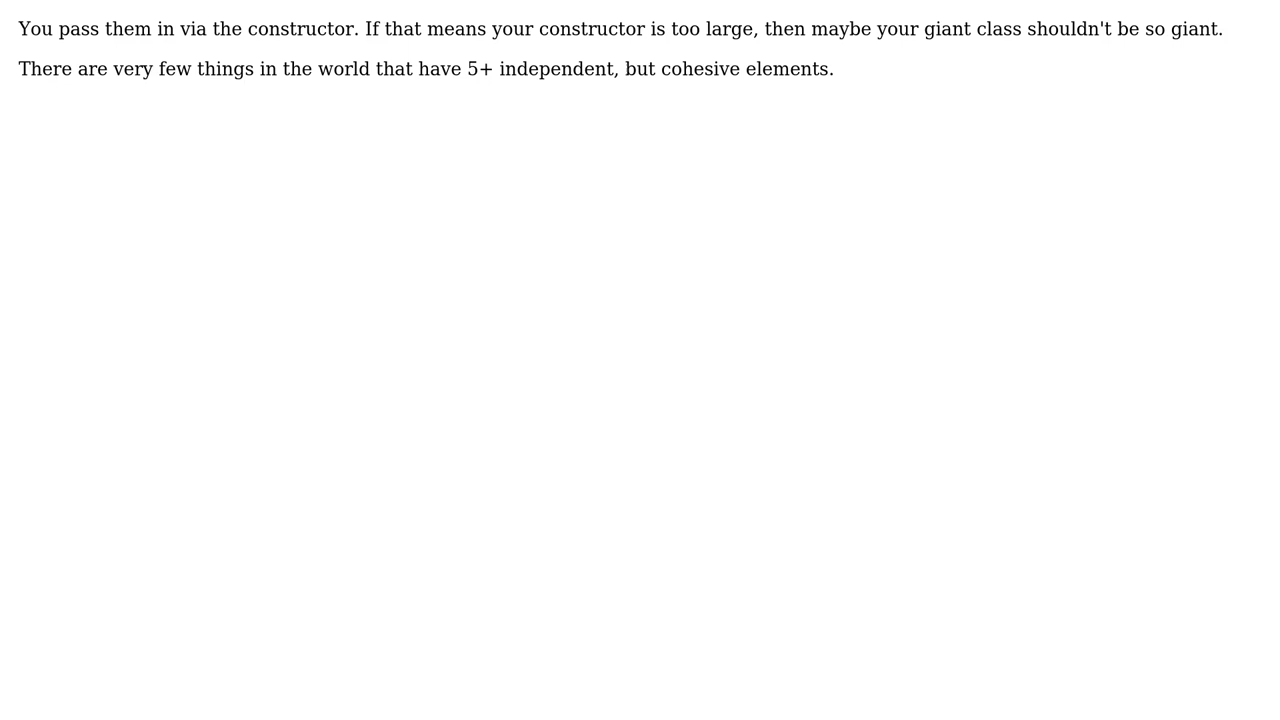 You pass them in via the constructor. If that means your constructor is too large, then maybe your giant class shouldn't be so giant.
There are very few things in the world that have 5+ independent, but cohesive elements.